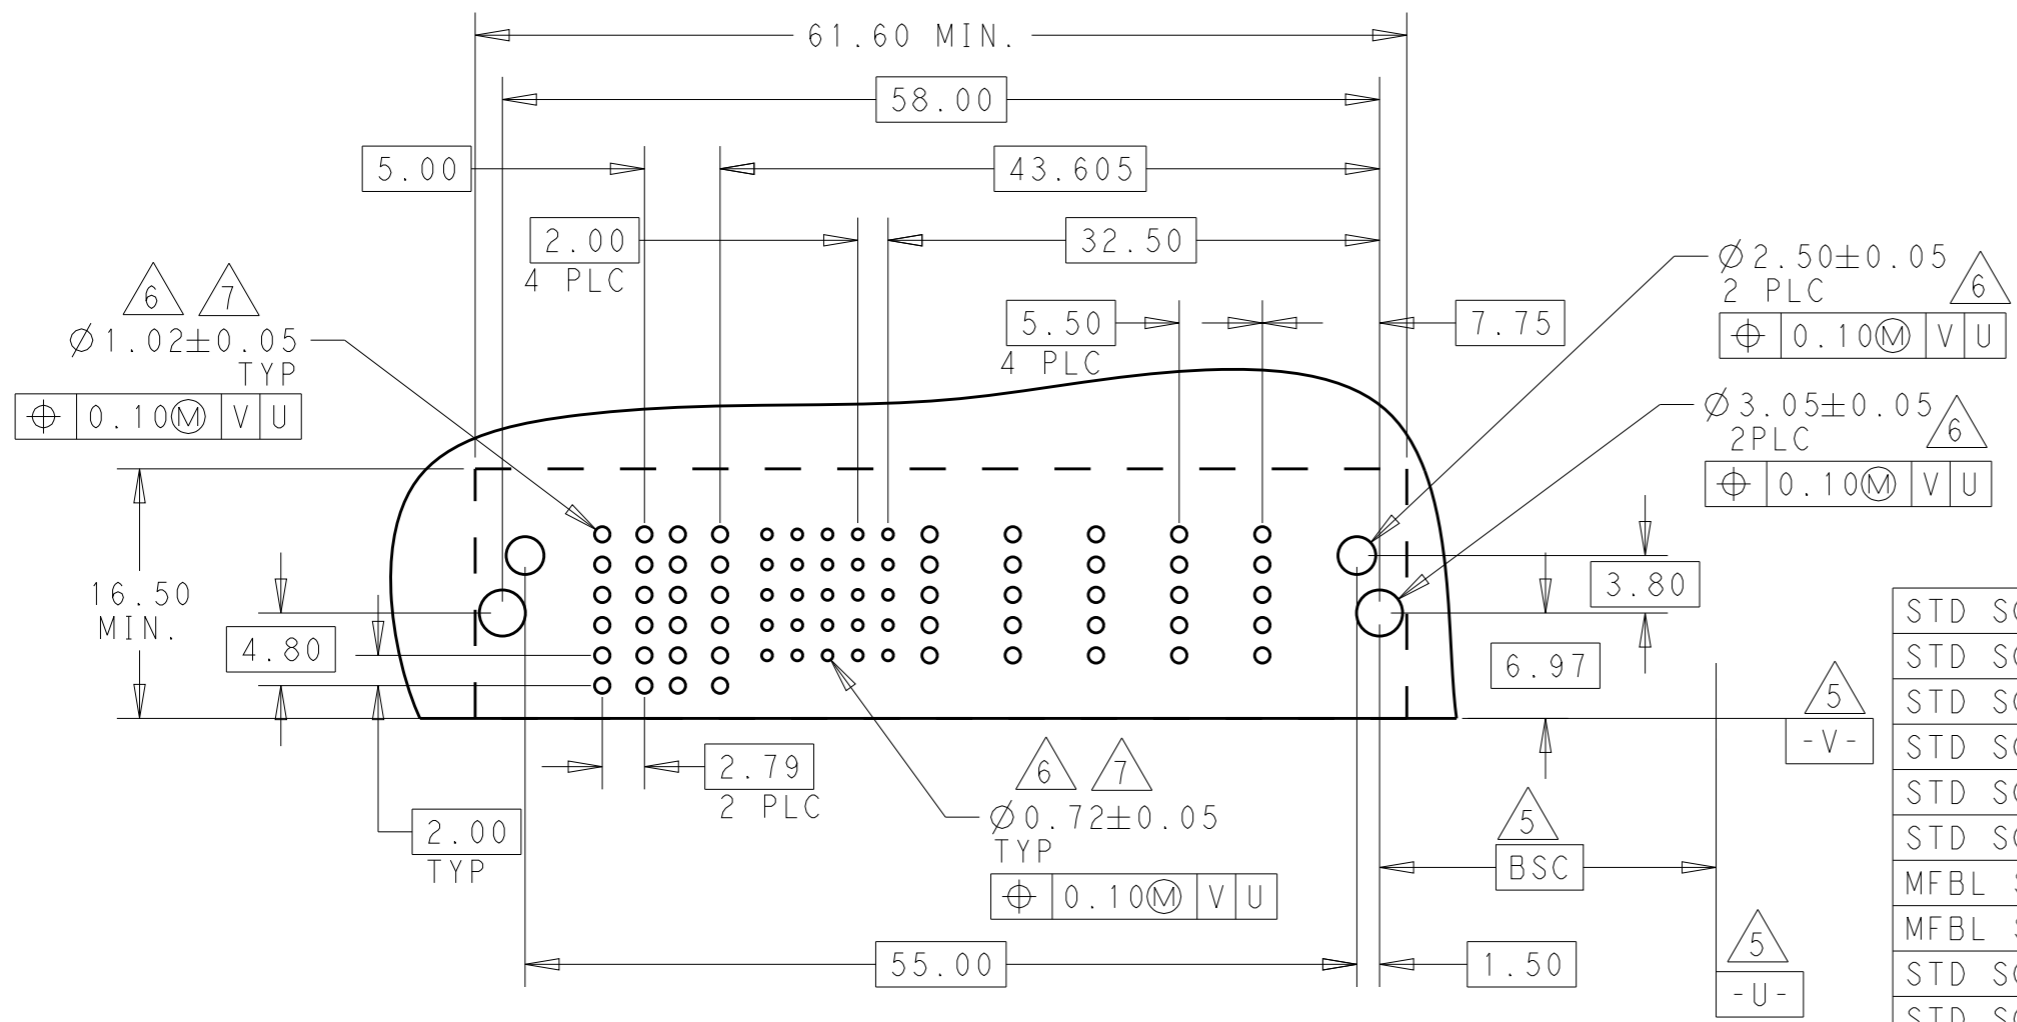 61.60 MIN.
58.00
5.00
43.605
2.00
4 PLC
32.50
6 7
Ø1.02±0.05
TYP
⌖ 0.10Ⓜ V U
5.50
4 PLC
7.75
Ø2.50±0.05
2 PLC
6
⌖ 0.10Ⓜ V U
Ø3.05±0.05
2PLC
6
⌖ 0.10Ⓜ V U
16.50
MIN.
4.80
3.80
6.97
5
-V-
2.79
2 PLC
2.00
TYP
6 7
Ø0.72±0.05
TYP
⌖ 0.10Ⓜ V U
5
BSC
55.00
1.50
5
-U-
STD
STD
STD
STD
STD
STD
MFBL
MFBL
STD
STD